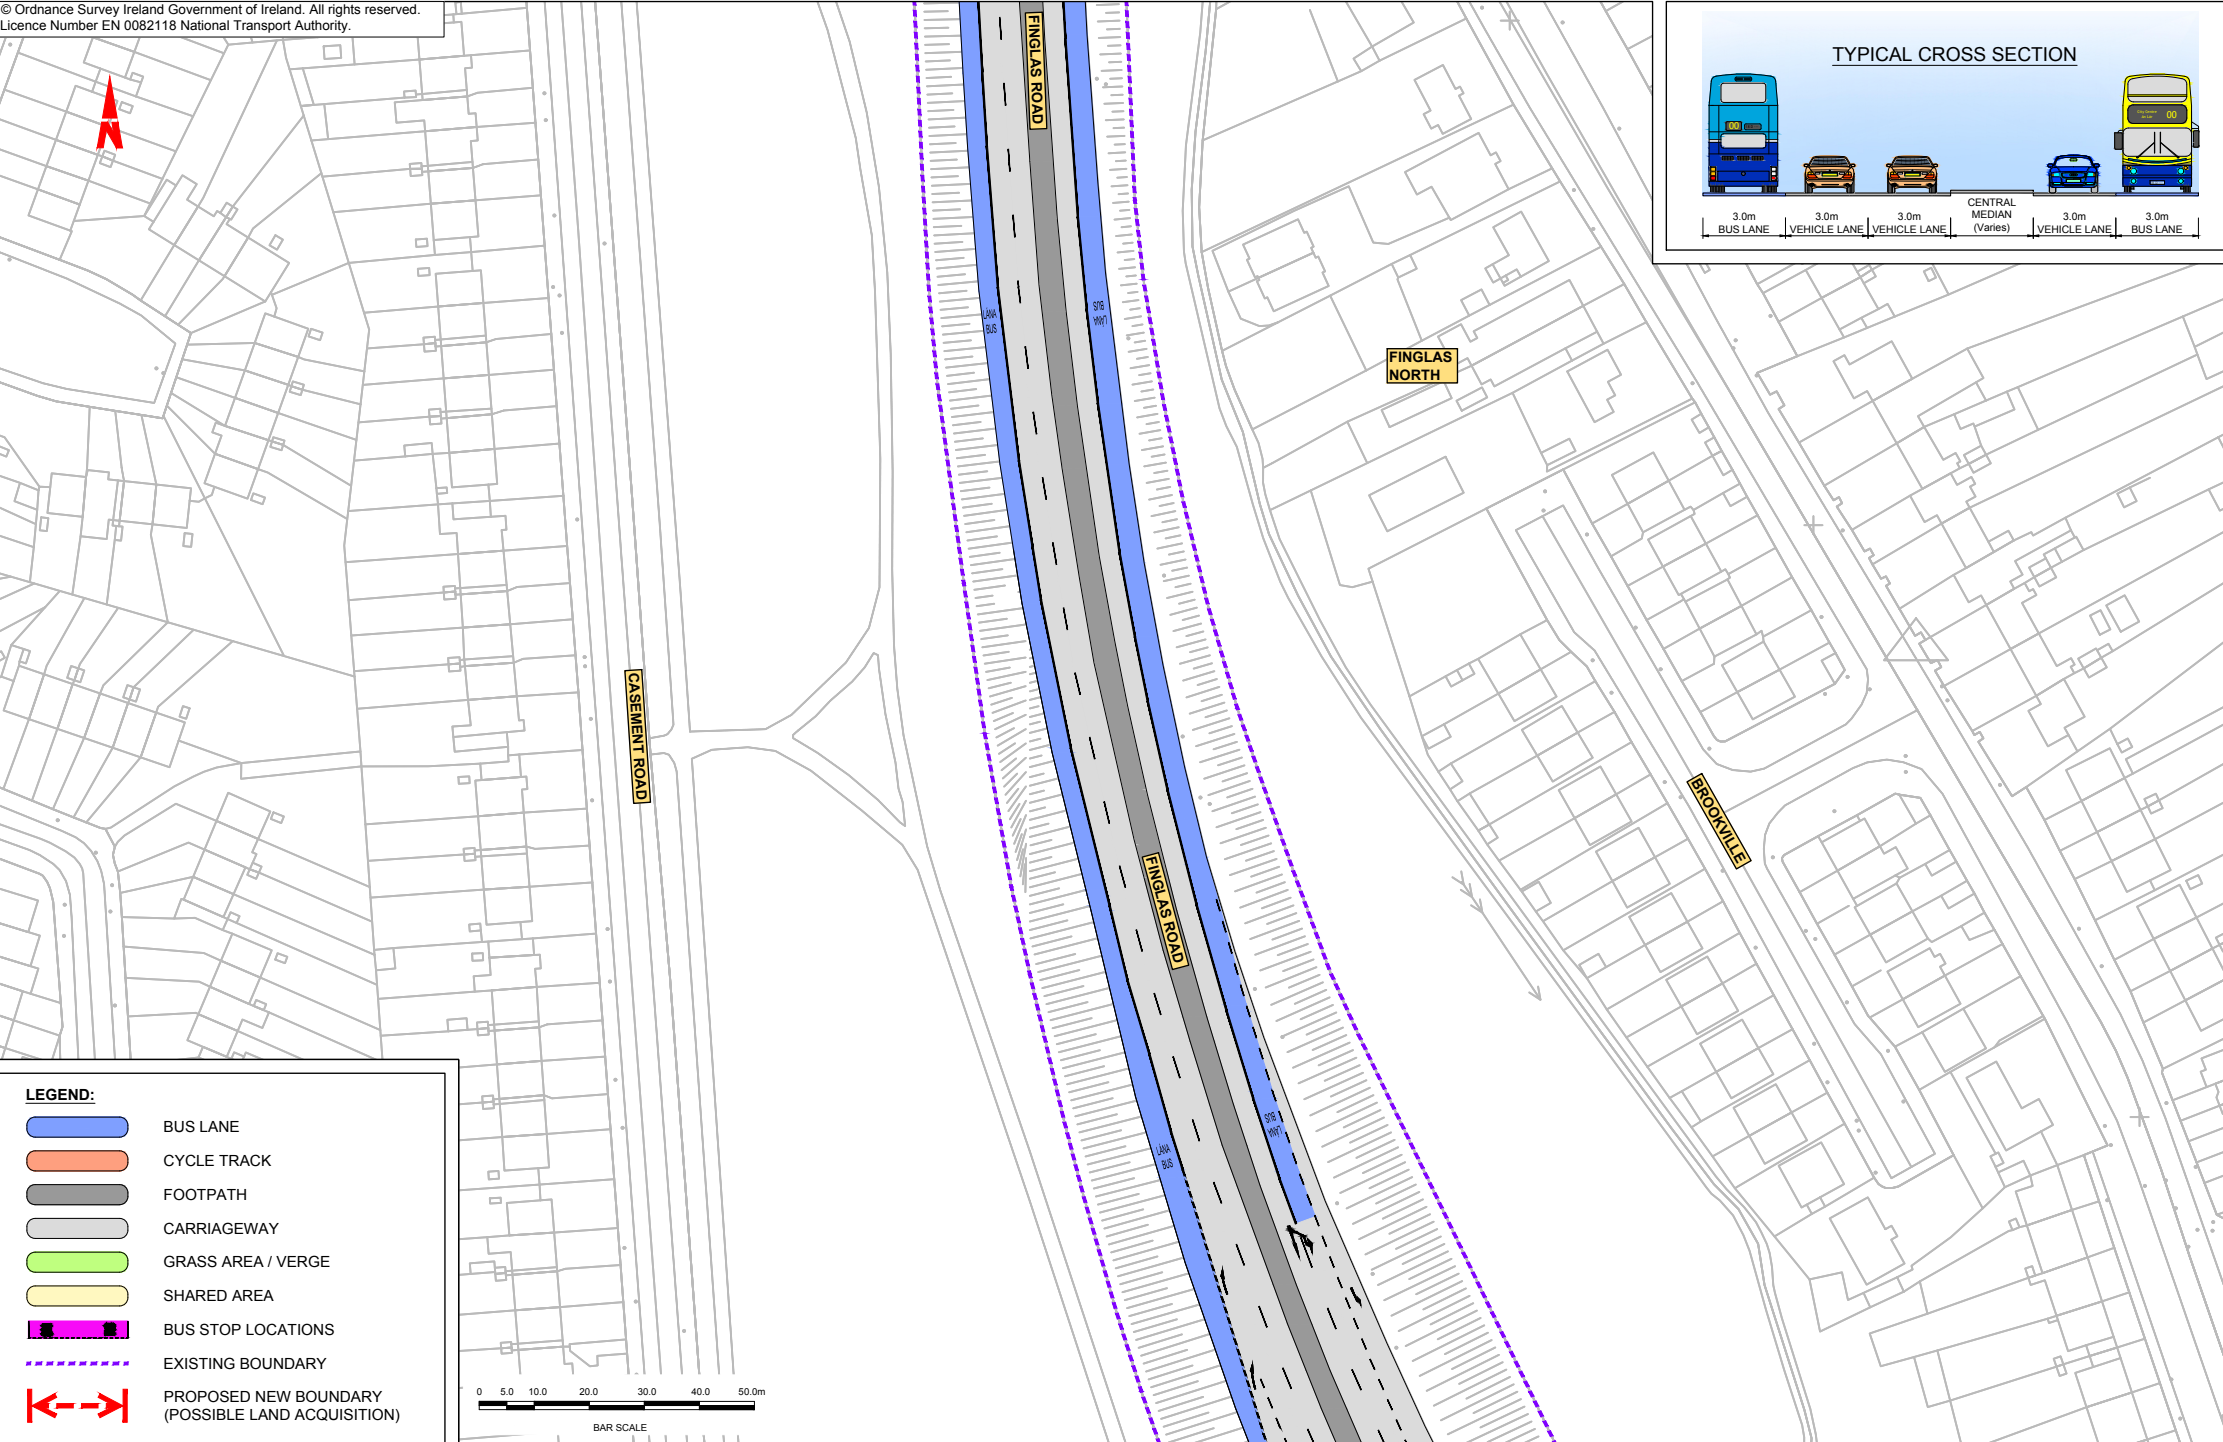 © Ordnance Survey Ireland Government of Ireland. All rights reserved.
Licence Number EN 0082118 National Transport Authority.
N
FINGLAS ROAD
TYPICAL CROSS SECTION
00
00
3.0m
BUS LANE
3.0m
VEHICLE LANE
3.0m
VEHICLE LANE
CENTRAL
MEDIAN
(Varies)
3.0m
VEHICLE LANE
3.0m
BUS LANE
LÁNA
BUS
LÁNA
BUS
FINGLAS
NORTH
CASEMENT ROAD
BROOKVILLE
FINGLAS ROAD
LÁNA
BUS
LÁNA
BUS
LEGEND:
BUS LANE
CYCLE TRACK
FOOTPATH
CARRIAGEWAY
GRASS AREA / VERGE
SHARED AREA
BUS STOP LOCATIONS
EXISTING BOUNDARY
PROPOSED NEW BOUNDARY
(POSSIBLE LAND ACQUISITION)
0 5.0 10.0 20.0 30.0 40.0 50.0m
BAR SCALE